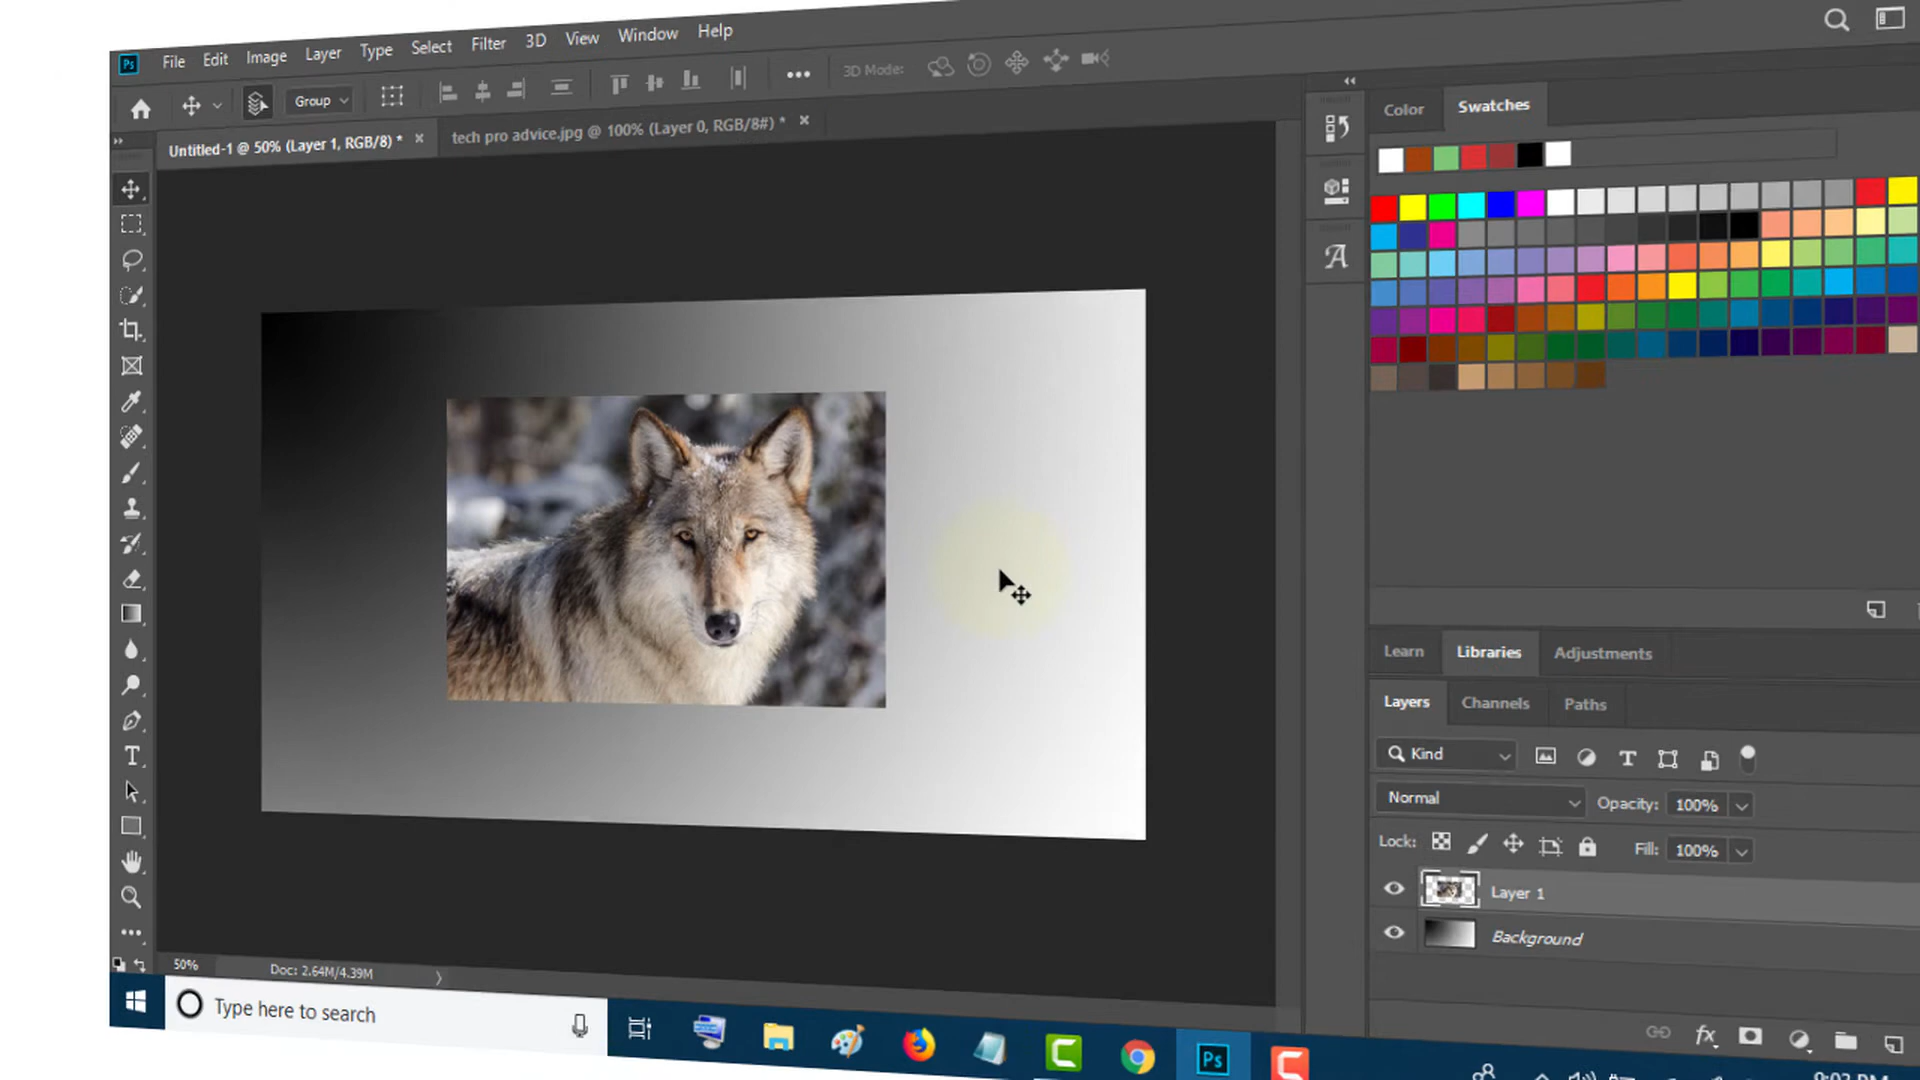 Ps File Edit Image Layer Type Select Filter 3D View Window Help
Group 3D Mode:
Untitled-1 @ 50% (Layer 1, RGB/8) * tech pro advice.jpg @ 100% (Layer 0, RGB/8#) *
Color Swatches
A
T
50% Doc: 2.64M/4.39M
Learn Libraries Adjustments
Layers Channels Paths
Kind T
Normal Opacity: 100%
Lock: Fill: 100%
Layer 1
Background
fx
Type here to search
Ps